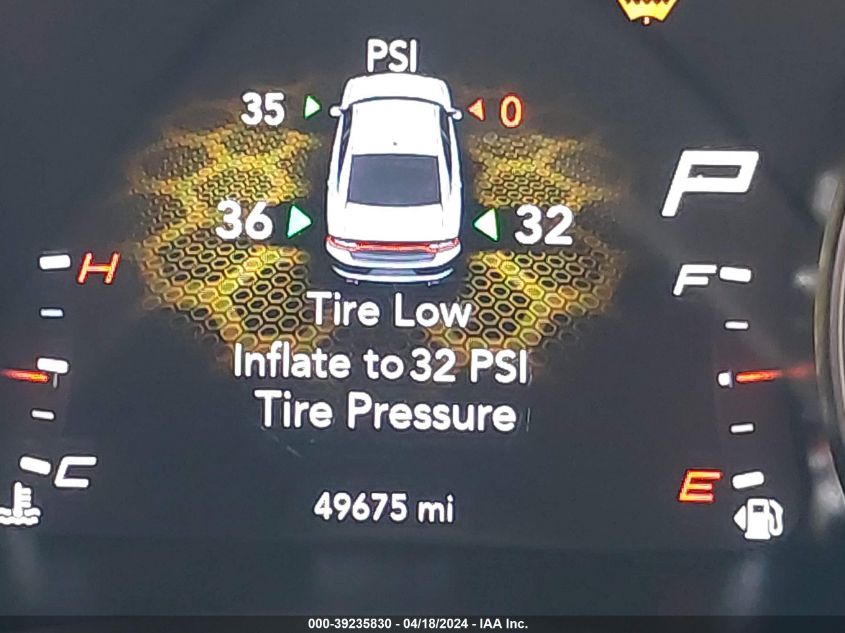 PSI
35 0
36 32
P
H F
Tire Low
Inflate to 32 PSI
Tire Pressure
C E
49675 mi
000-39235830 - 04/18/2024 - IAA Inc.